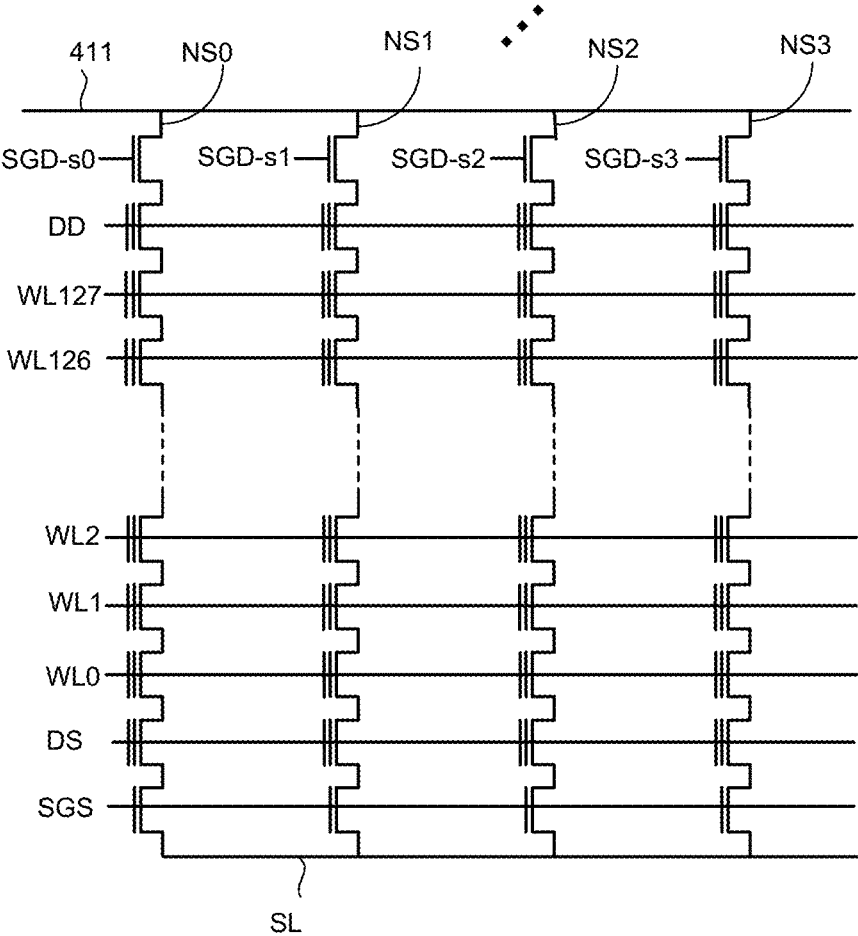 411 NS0 NS1 NS2 NS3
SGD-s0 SGD-s1 SGD-s2 SGD-s3
DD
WL127
WL126
WL2
WL1
WL0
DS
SGS
SL